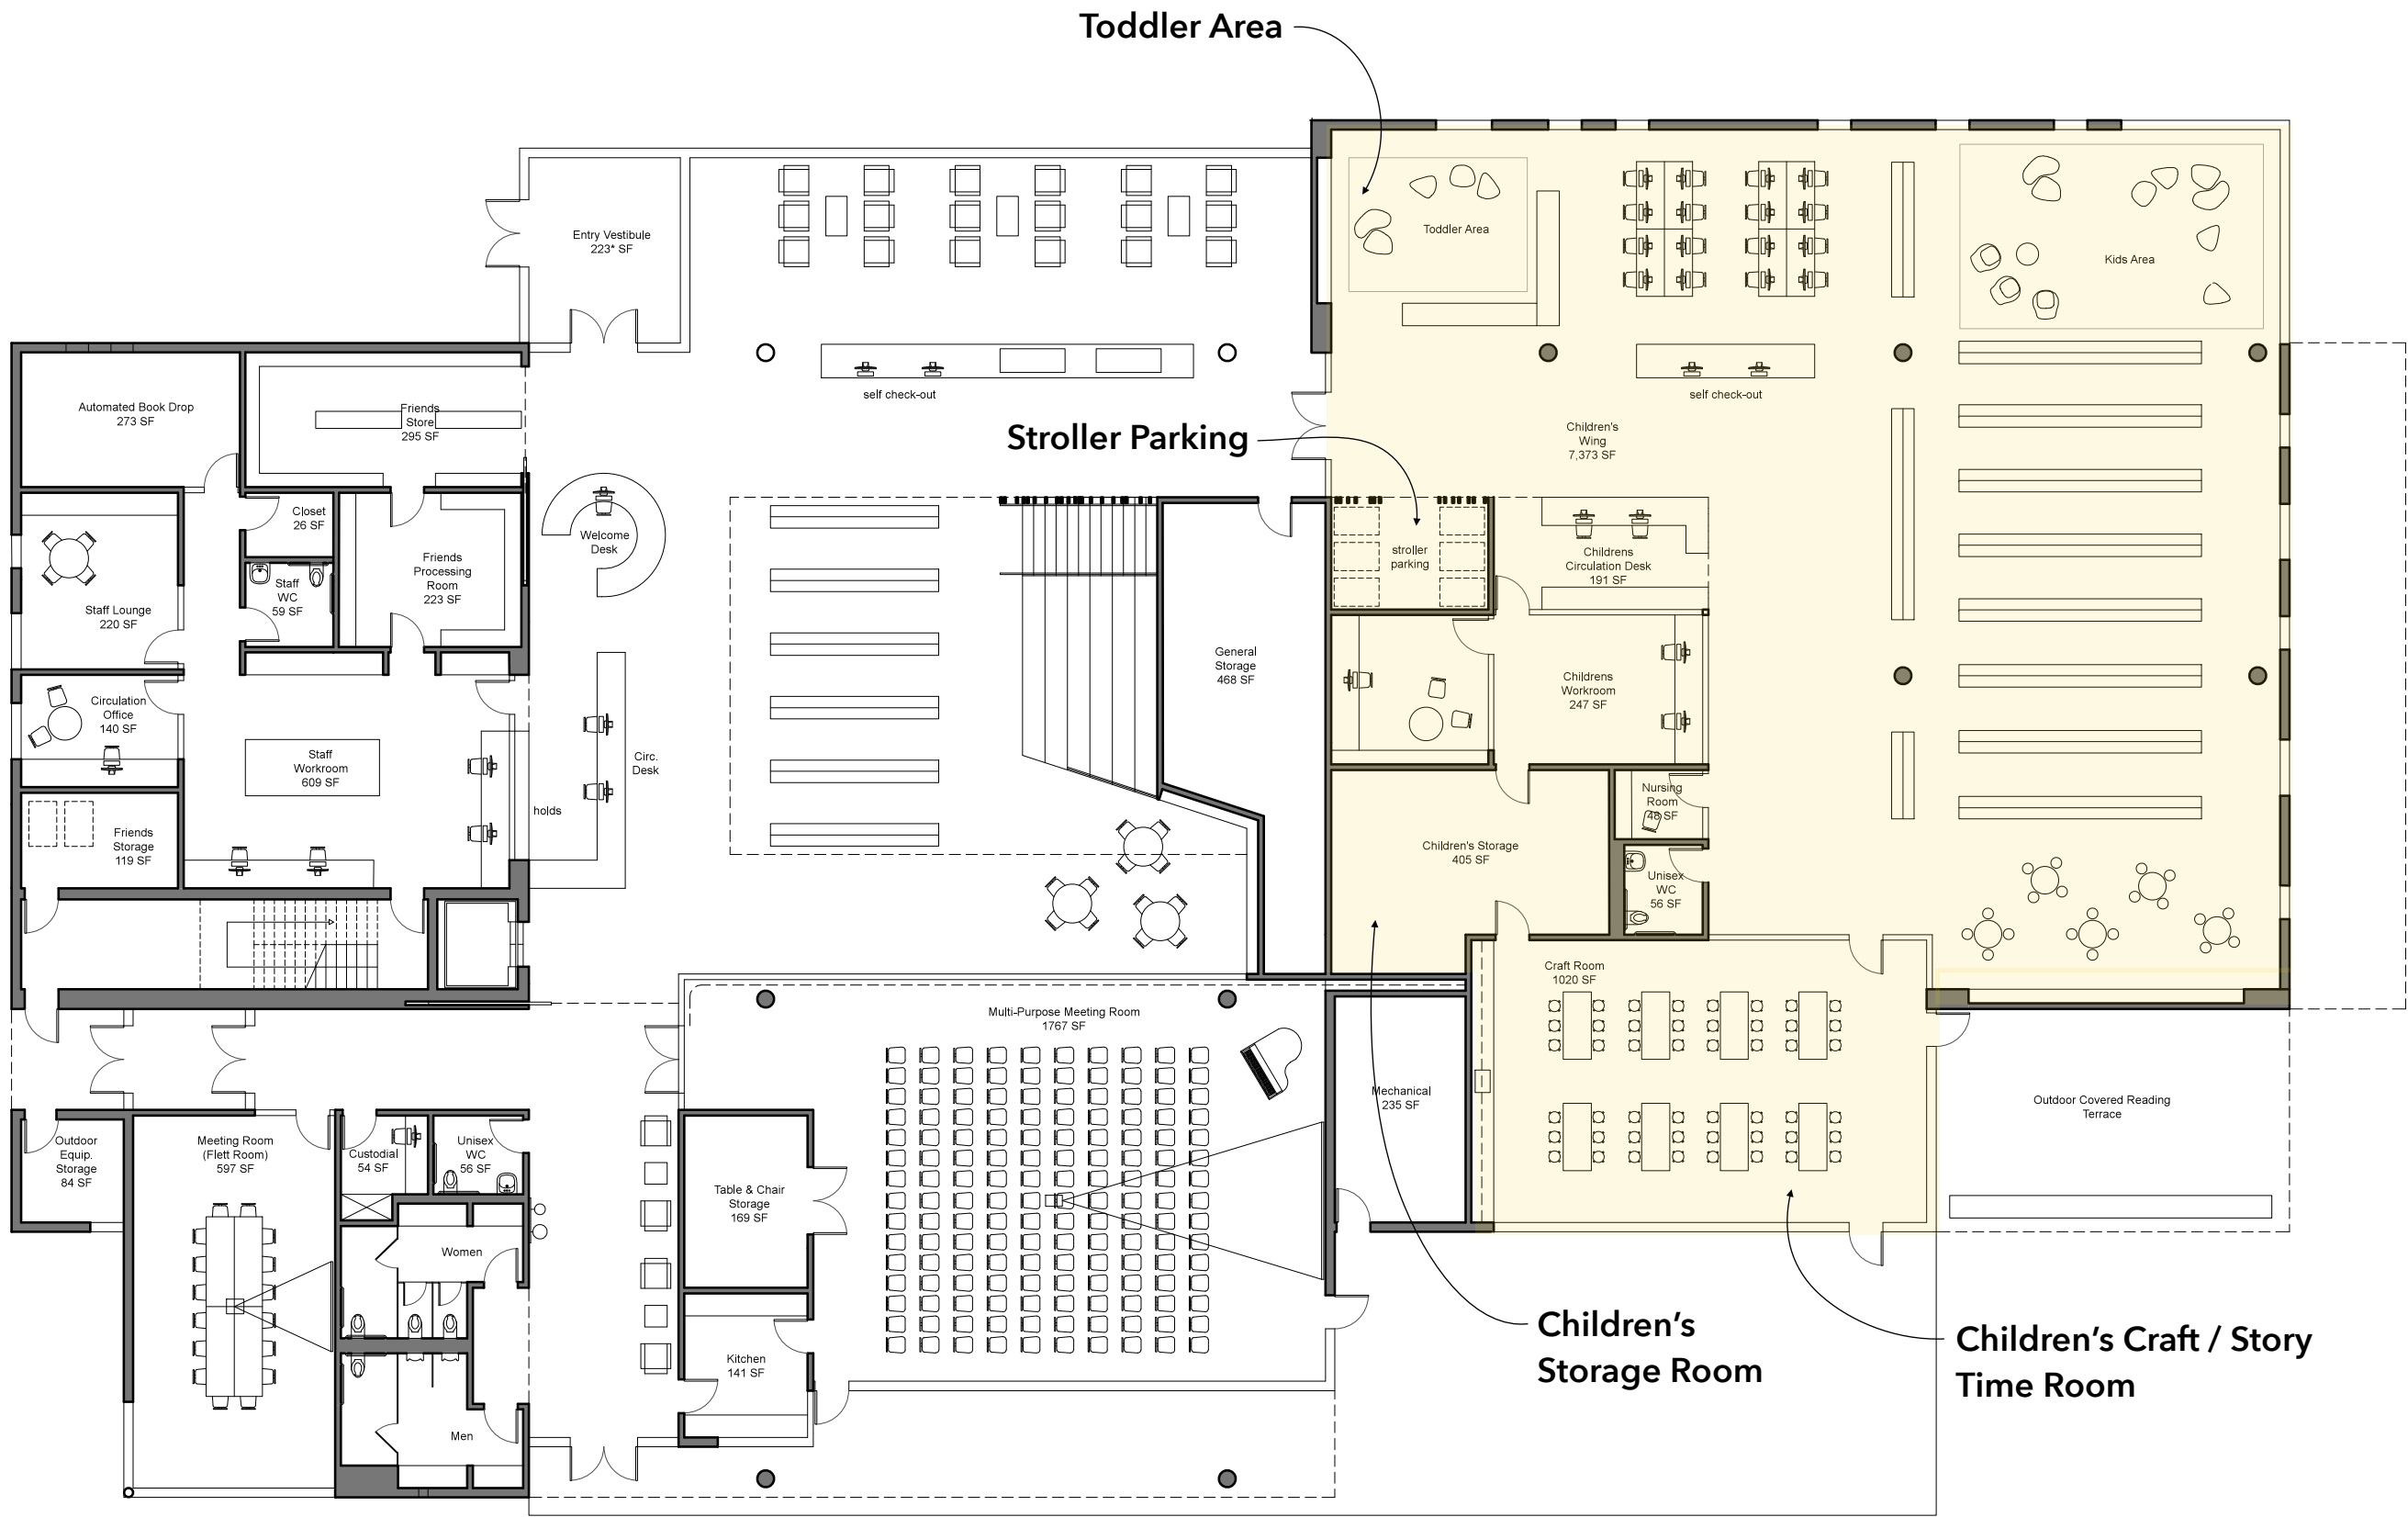 Toddler Area
Entry Vestibule
223* SF
Toddler Area
Kids Area
self check-out
self check-out
Automated Book Drop
273 SF
Friends
Store
295 SF
Stroller Parking
Children's
Wing
7,373 SF
Closet
26 SF
Welcome
Desk
stroller
parking
Childrens
Circulation Desk
191 SF
Friends
Processing
Room
223 SF
Staff
WC
59 SF
Staff Lounge
220 SF
General
Storage
468 SF
Childrens
Workroom
247 SF
Circulation
Office
140 SF
Staff
Workroom
609 SF
Circ.
Desk
holds
Nursing
Room
48 SF
Friends
Storage
119 SF
Children's Storage
405 SF
Unisex
WC
56 SF
Craft Room
1020 SF
Multi-Purpose Meeting Room
1767 SF
Mechanical
235 SF
Outdoor Covered Reading
Terrace
Outdoor
Equip.
Storage
84 SF
Meeting Room
(Flett Room)
597 SF
Custodial
54 SF
Unisex
WC
56 SF
Table & Chair
Storage
169 SF
Women
Kitchen
141 SF
Men
Children's
Storage Room
Children's Craft / Story
Time Room